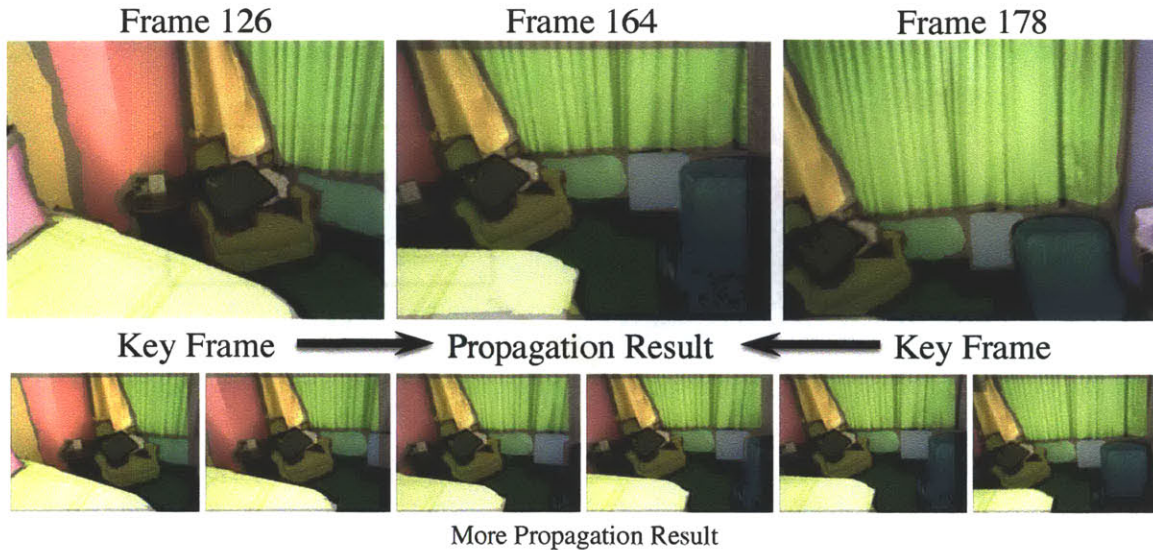 Frame 126 Frame 164 Frame 178
Key Frame Propagation Result Key Frame
More Propagation Result